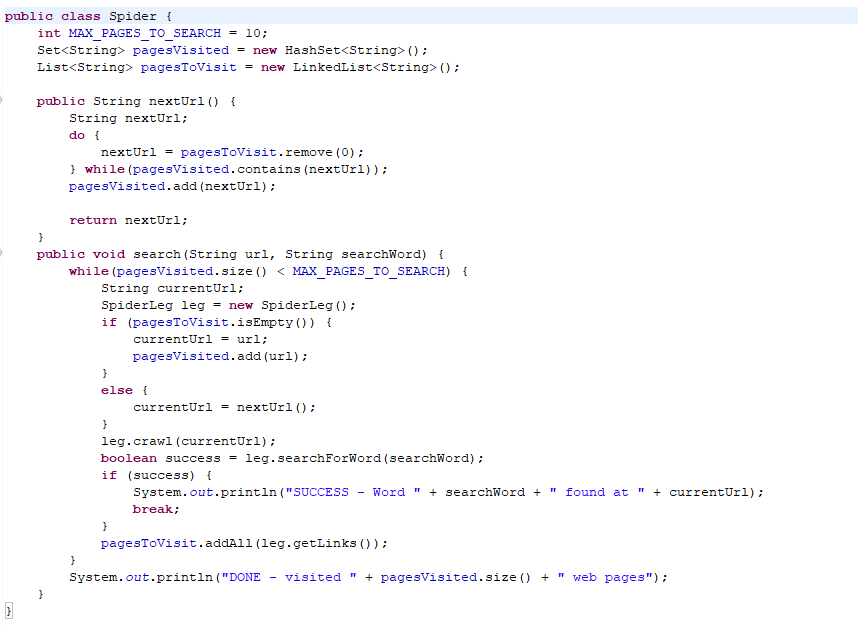 public class Spider {
    int MAX_PAGES_TO_SEARCH = 10;
    Set<String> pagesVisited = new HashSet<String>();
    List<String> pagesToVisit = new LinkedList<String>();

    public String nextUrl() {
        String nextUrl;
        do {
            nextUrl = pagesToVisit.remove(0);
        } while(pagesVisited.contains(nextUrl));
        pagesVisited.add(nextUrl);

        return nextUrl;
    }
    public void search(String url, String searchWord) {
        while(pagesVisited.size() < MAX_PAGES_TO_SEARCH) {
            String currentUrl;
            SpiderLeg leg = new SpiderLeg();
            if (pagesToVisit.isEmpty()) {
                currentUrl = url;
                pagesVisited.add(url);
            }
            else {
                currentUrl = nextUrl();
            }
            leg.crawl(currentUrl);
            boolean success = leg.searchForWord(searchWord);
            if (success) {
                System.out.println("SUCCESS - Word " + searchWord + " found at " + currentUrl);
                break;
            }
            pagesToVisit.addAll(leg.getLinks());
        }
        System.out.println("DONE - visited " + pagesVisited.size() + " web pages");
    }
}